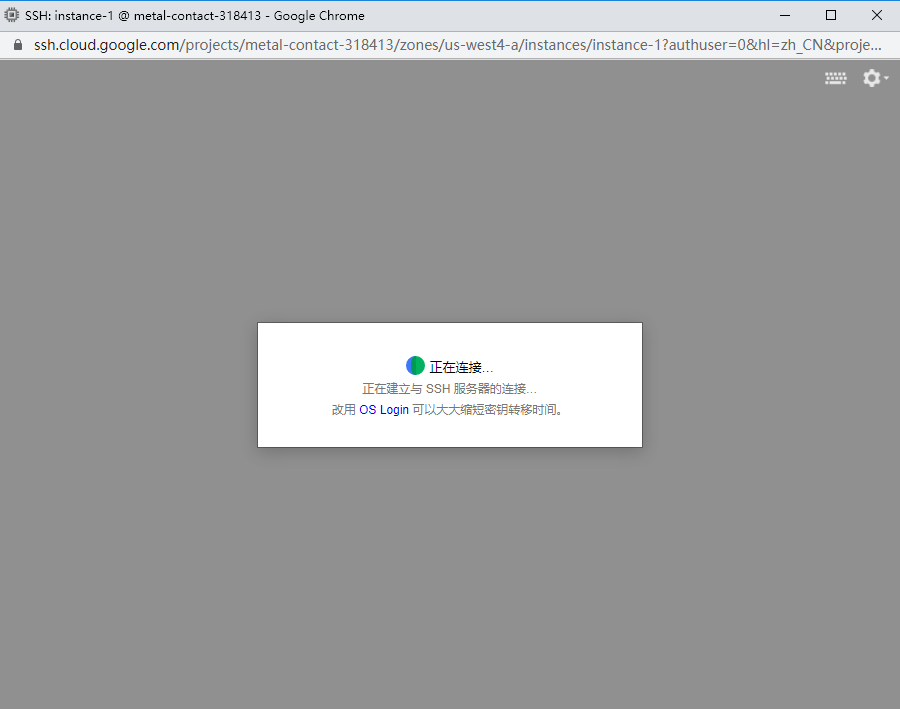 SSH: instance-1 @ metal-contact-318413 - Google Chrome
ssh.cloud.google.com/projects/metal-contact-318413/zones/us-west4-a/instances/instance-1?authuser=0&hl=zh_CN&proje...
正在连接...
正在建立与 SSH 服务器的连接...
改用 OS Login 可以大大缩短密钥转移时间。